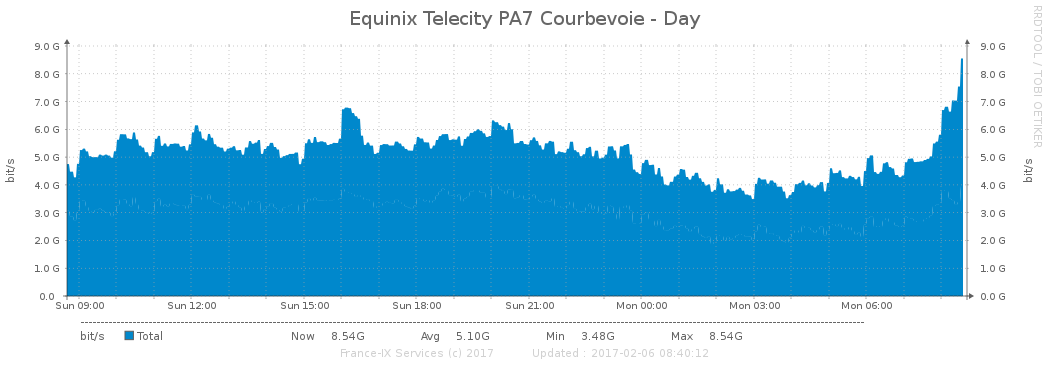 Equinix Telecity PA7 Courbevoie - Day
RRDTOOL / TOBI OETIKER
bit/s
9.0 G
8.0 G
7.0 G
6.0 G
5.0 G
4.0 G
3.0 G
2.0 G
1.0 G
0.0
9.0 G
8.0 G
7.0 G
6.0 G
5.0 G
4.0 G
3.0 G
2.0 G
1.0 G
0.0 G
bit/s
Sun 09:00 Sun 12:00 Sun 15:00 Sun 18:00 Sun 21:00 Mon 00:00 Mon 03:00 Mon 06:00
bit/s Total Now 8.54G Avg 5.10G Min 3.48G Max 8.54G
France-IX Services (c) 2017 Updated : 2017-02-06 08:40:12